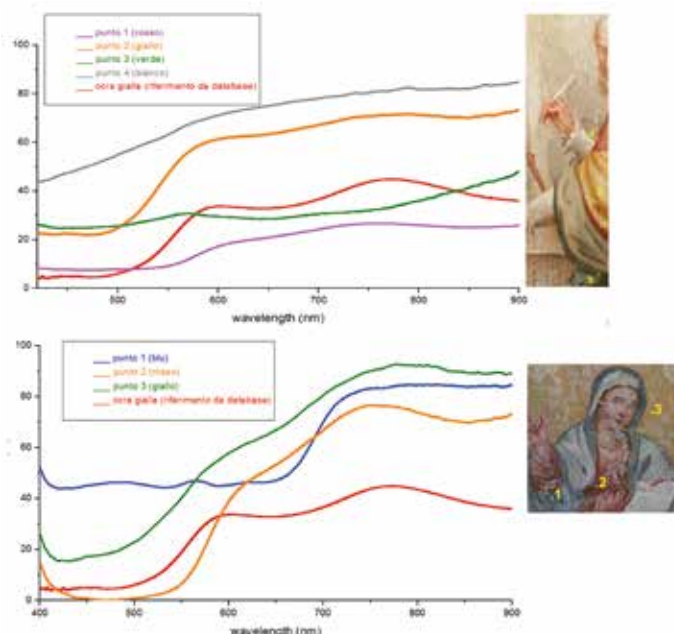 punto 1 (rosso)
punto 2 (giallo)
punto 3 (verde)
punto 4 (bianco)
ocra gialla (riferimento da database)
100
80
60
40
20
0
500
600
700
800
900
wavelength (nm)
punto 1 (blu)
punto 2 (rosso)
punto 3 (giallo)
ocra gialla (riferimento da database)
100
80
60
40
20
0
400
500
600
700
800
900
wavelength (nm)
3
2
1